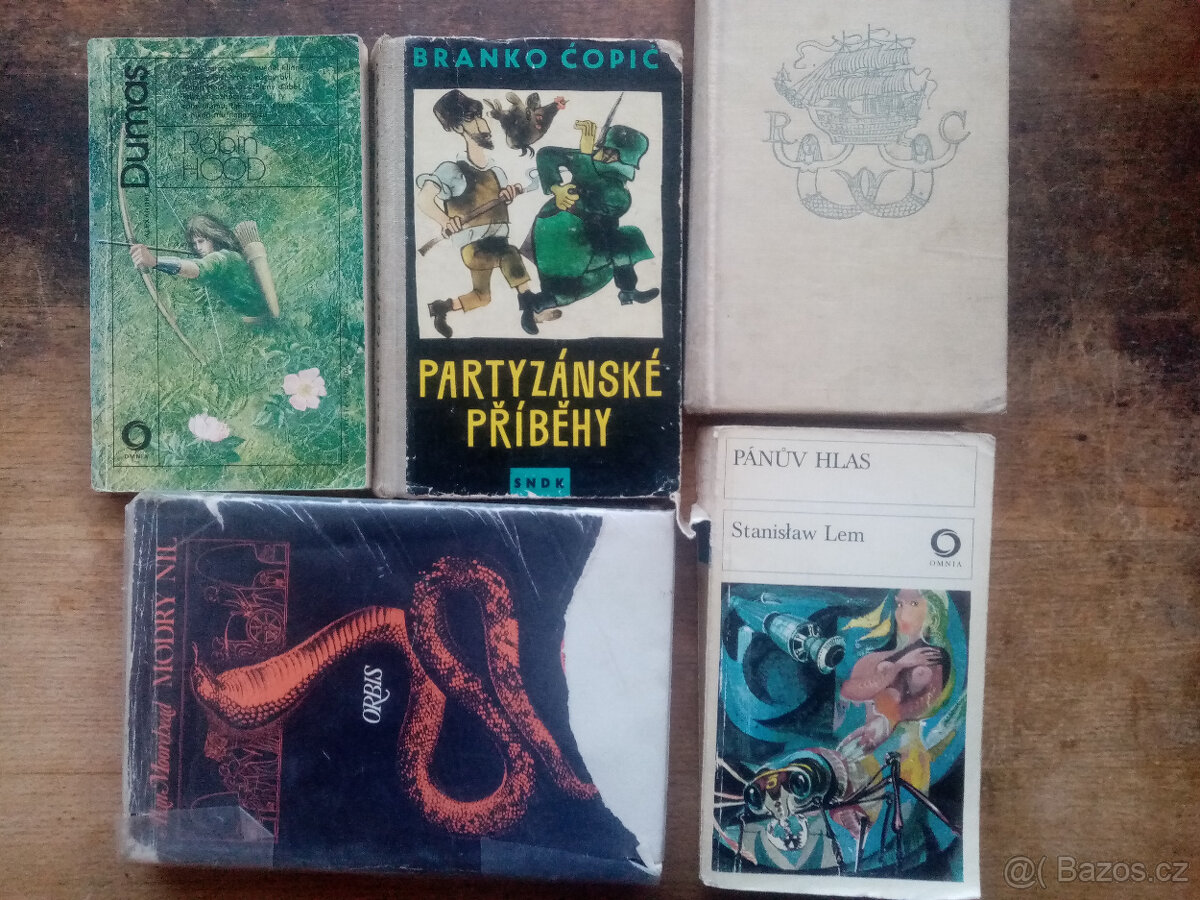 Dumas
Robin
HOOD
OMNIA
BRANKO ĆOPIĆ
PARTYZÁNSKÉ
PŘÍBĚHY
SNDK
R C
MODRÝ NIL
ORBIS
PÁNŮV HLAS
Stanisław Lem
OMNIA
@( Bazos.cz